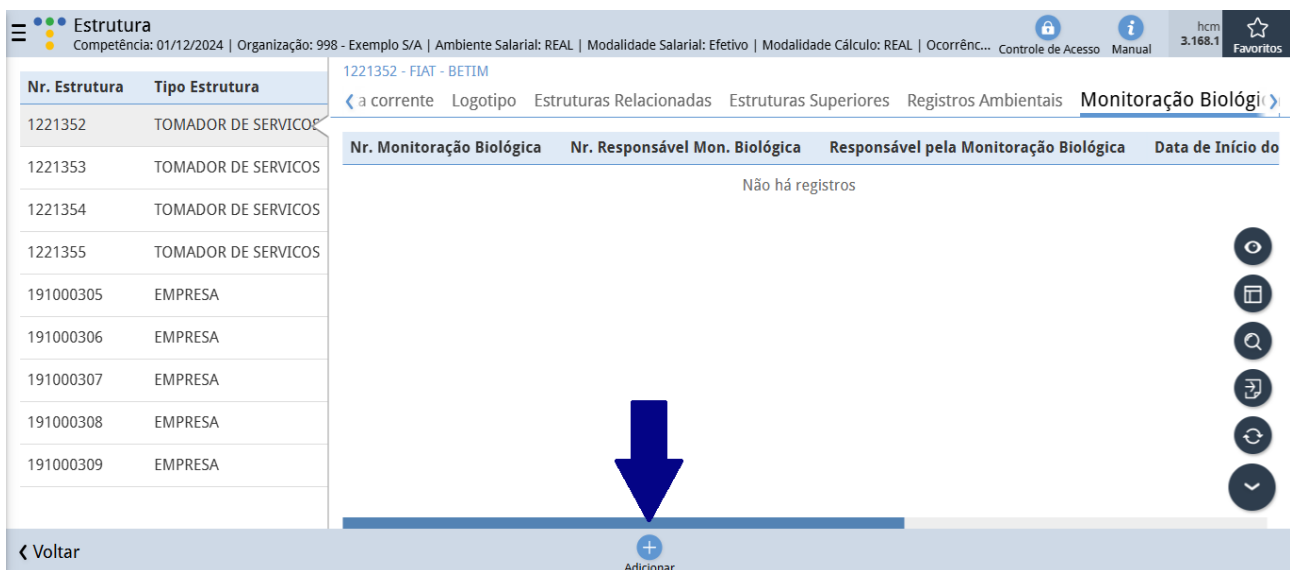 Estrutura
Competência: 01/12/2024 | Organização: 998 - Exemplo S/A | Ambiente Salarial: REAL | Modalidade Salarial: Efetivo | Modalidade Cálculo: REAL | Ocorrênc...
Controle de Acesso
Manual
hcm
3.168.1
Favoritos
Nr. Estrutura Tipo Estrutura
1221352 TOMADOR DE SERVICOS
1221353 TOMADOR DE SERVICOS
1221354 TOMADOR DE SERVICOS
1221355 TOMADOR DE SERVICOS
191000305 EMPRESA
191000306 EMPRESA
191000307 EMPRESA
191000308 EMPRESA
191000309 EMPRESA
1221352 - FIAT - BETIM
a corrente Logotipo Estruturas Relacionadas Estruturas Superiores Registros Ambientais Monitoração Biológi
Nr. Monitoração Biológica Nr. Responsável Mon. Biológica Responsável pela Monitoração Biológica Data de Início do
Não há registros
Voltar
Adicionar